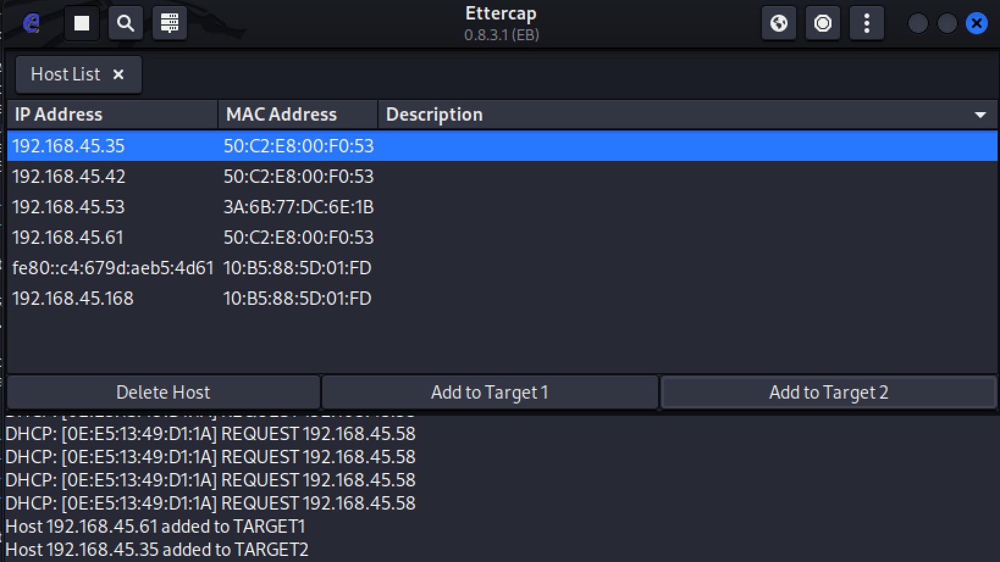 Ettercap
0.8.3.1 (EB)
Host List
IP Address MAC Address Description
192.168.45.35 50:C2:E8:00:F0:53
192.168.45.42 50:C2:E8:00:F0:53
192.168.45.53 3A:6B:77:DC:6E:1B
192.168.45.61 50:C2:E8:00:F0:53
fe80::c4:679d:aeb5:4d61 10:B5:88:5D:01:FD
192.168.45.168 10:B5:88:5D:01:FD
Delete Host Add to Target 1 Add to Target 2
DHCP: [0E:E5:13:49:D1:1A] REQUEST 192.168.45.58
DHCP: [0E:E5:13:49:D1:1A] REQUEST 192.168.45.58
DHCP: [0E:E5:13:49:D1:1A] REQUEST 192.168.45.58
DHCP: [0E:E5:13:49:D1:1A] REQUEST 192.168.45.58
Host 192.168.45.61 added to TARGET1
Host 192.168.45.35 added to TARGET2